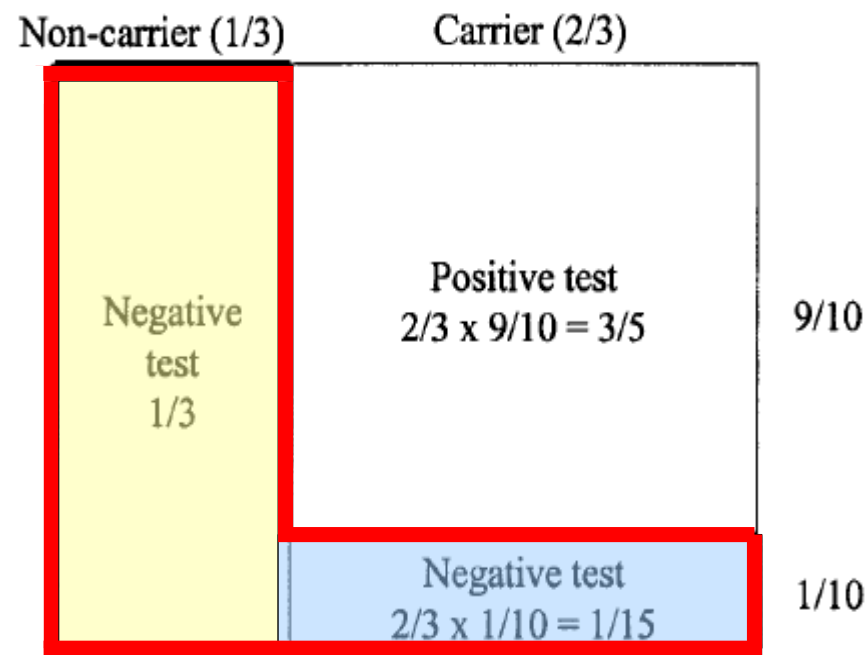 Non-carrier (1/3)
Carrier (2/3)
Positive test
2/3 x 9/10 = 3/5
9/10
Negative
test
1/3
Negative test
2/3 x 1/10 = 1/15
1/10